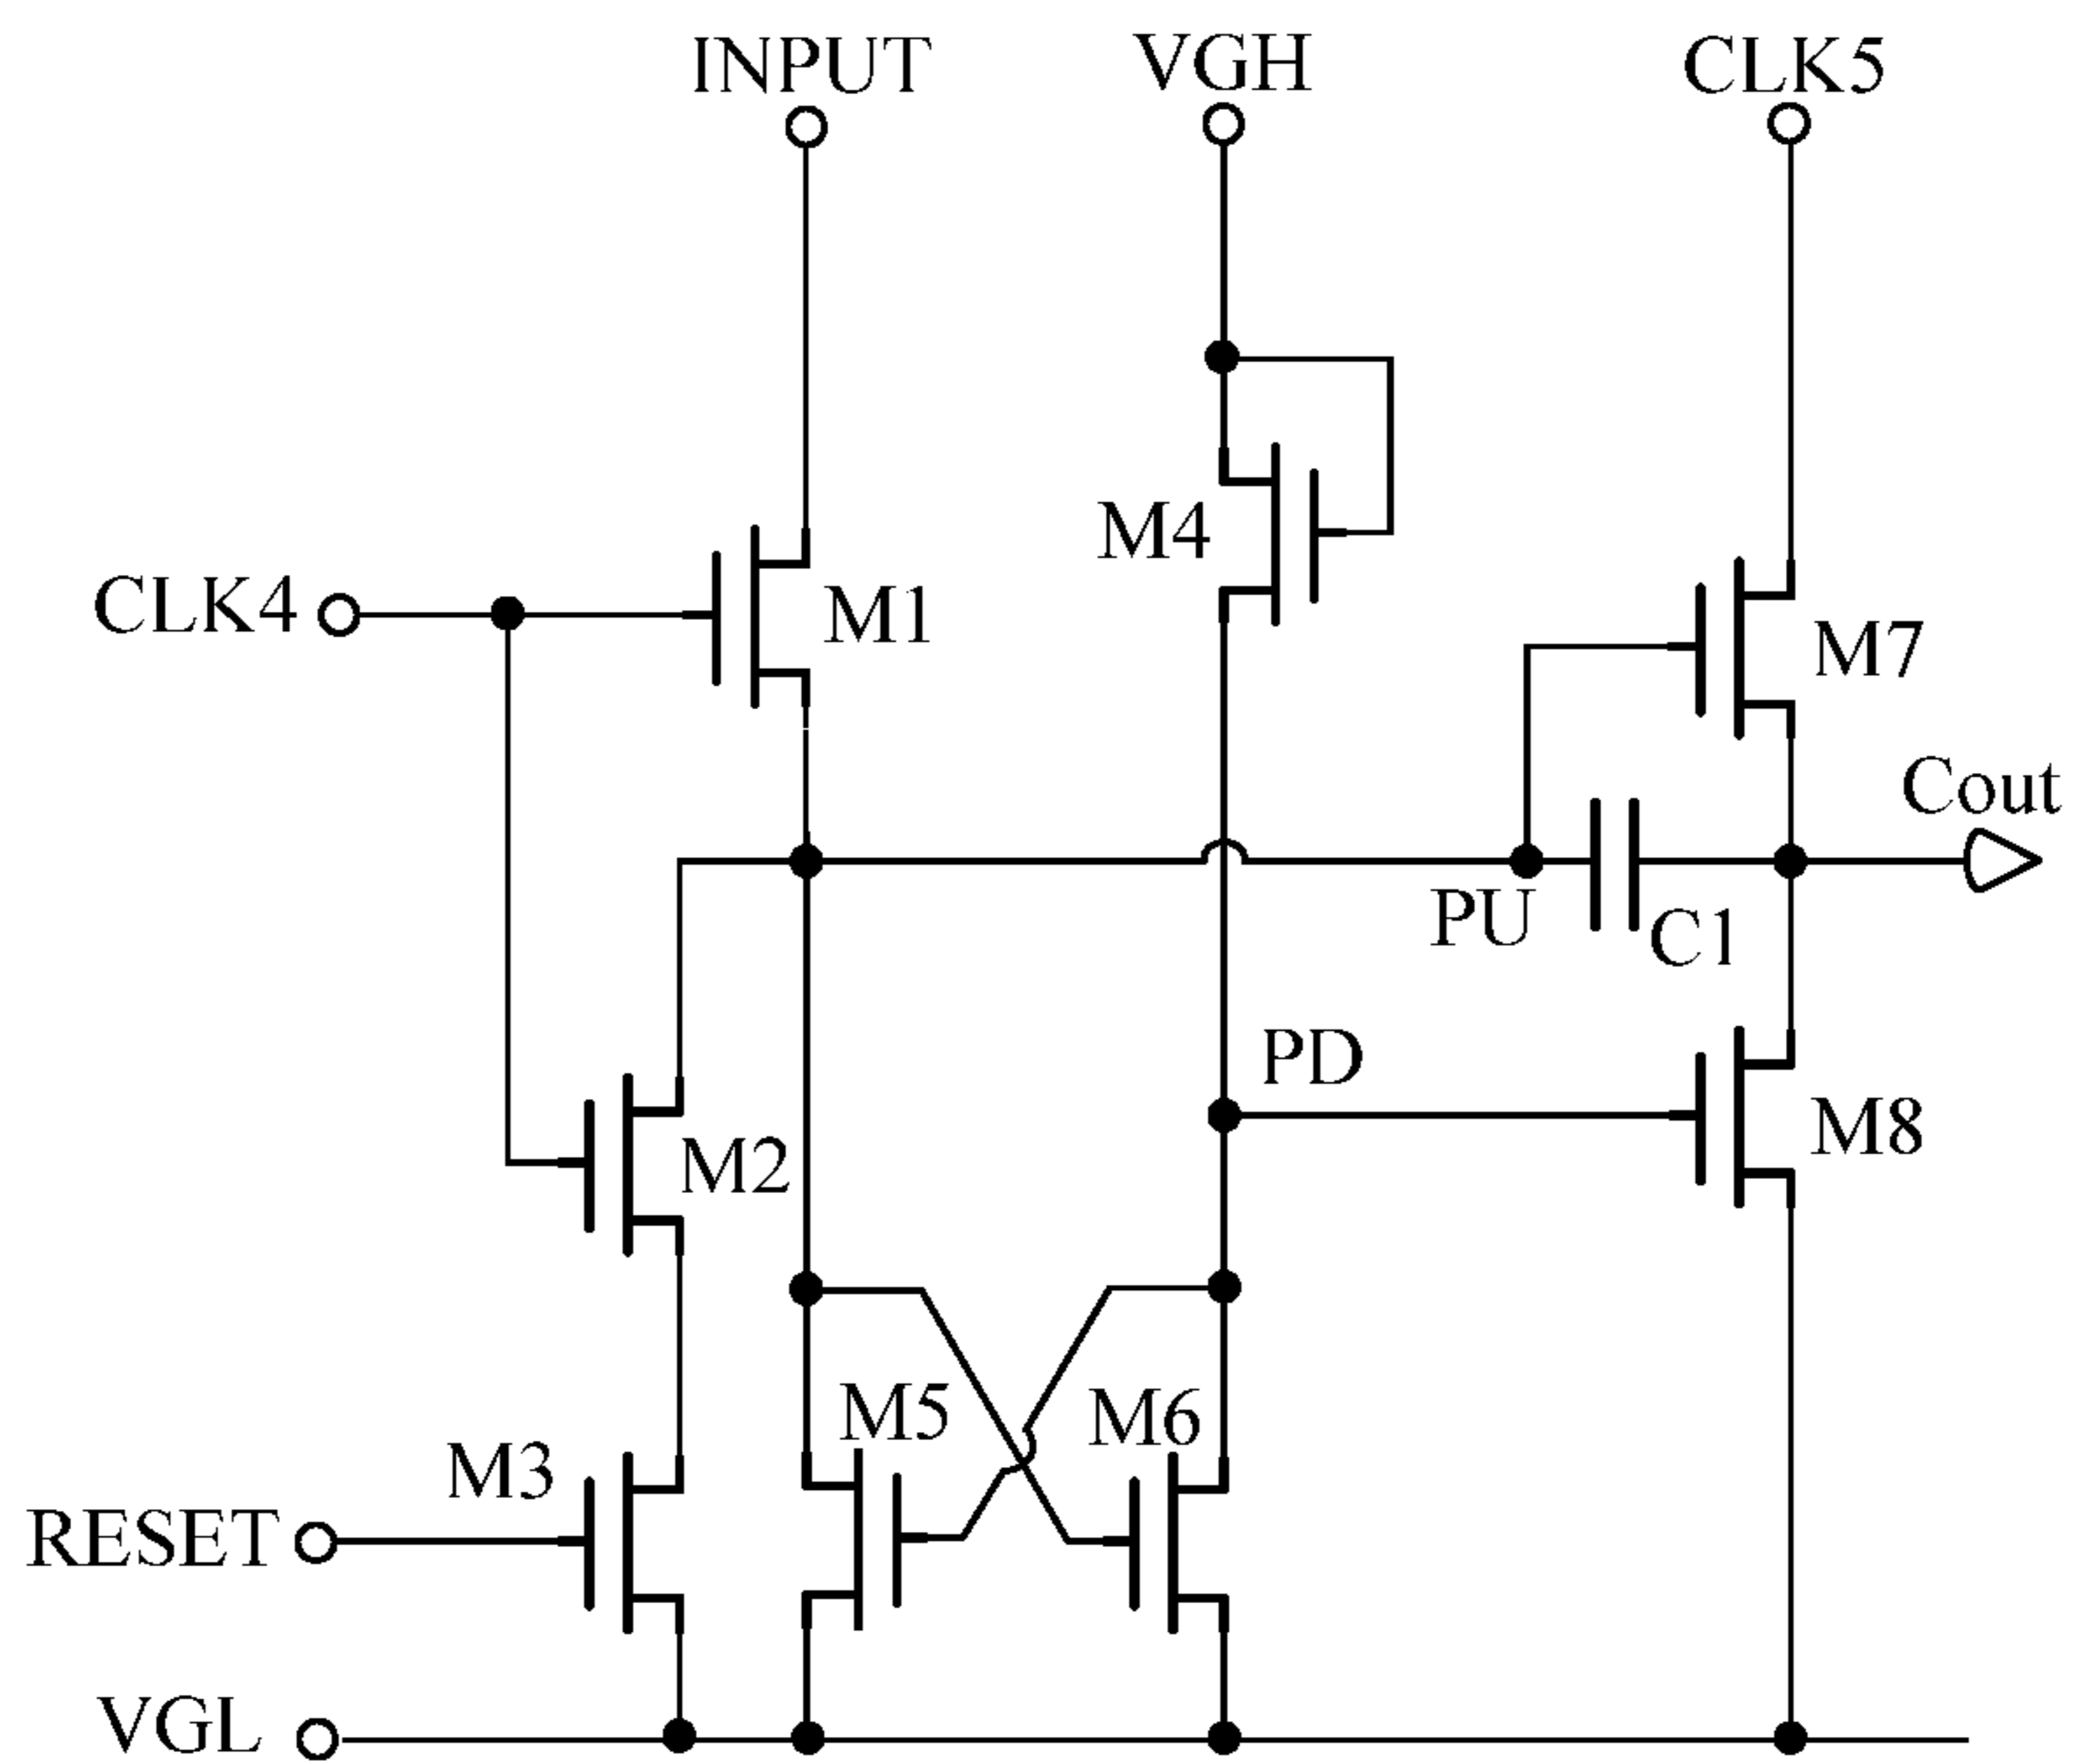 INPUT
VGH
CLK5
M4
CLK4
M1
M7
Cout
PU
C1
PD
M2
M8
M5
M6
M3
RESET
VGL